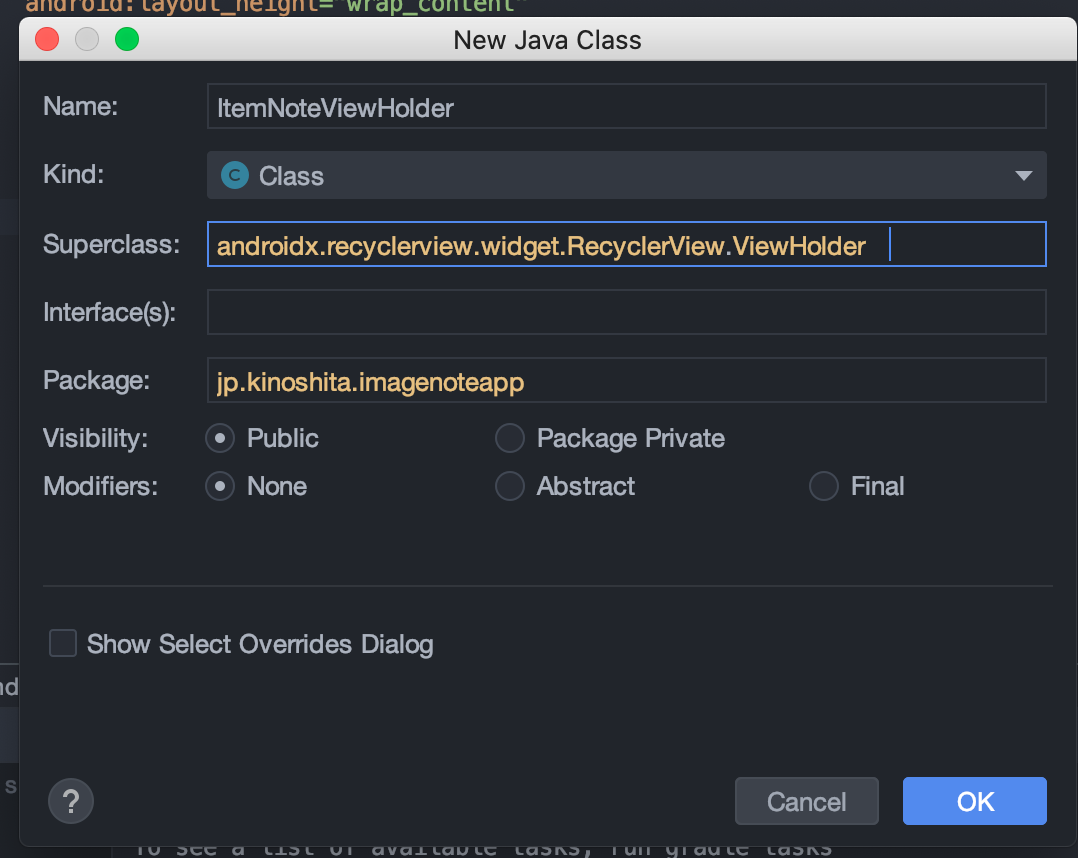 android:layout_height="wrap_content"
New Java Class
Name: ItemNoteViewHolder
Kind: C Class
Superclass: androidx.recyclerview.widget.RecyclerView.ViewHolder
Interface(s):
Package: jp.kinoshita.imagenoteapp
Visibility: Public Package Private
Modifiers: None Abstract Final
Show Select Overrides Dialog
nd
s
? Cancel OK
To see a list of available tasks, run gradle tasks